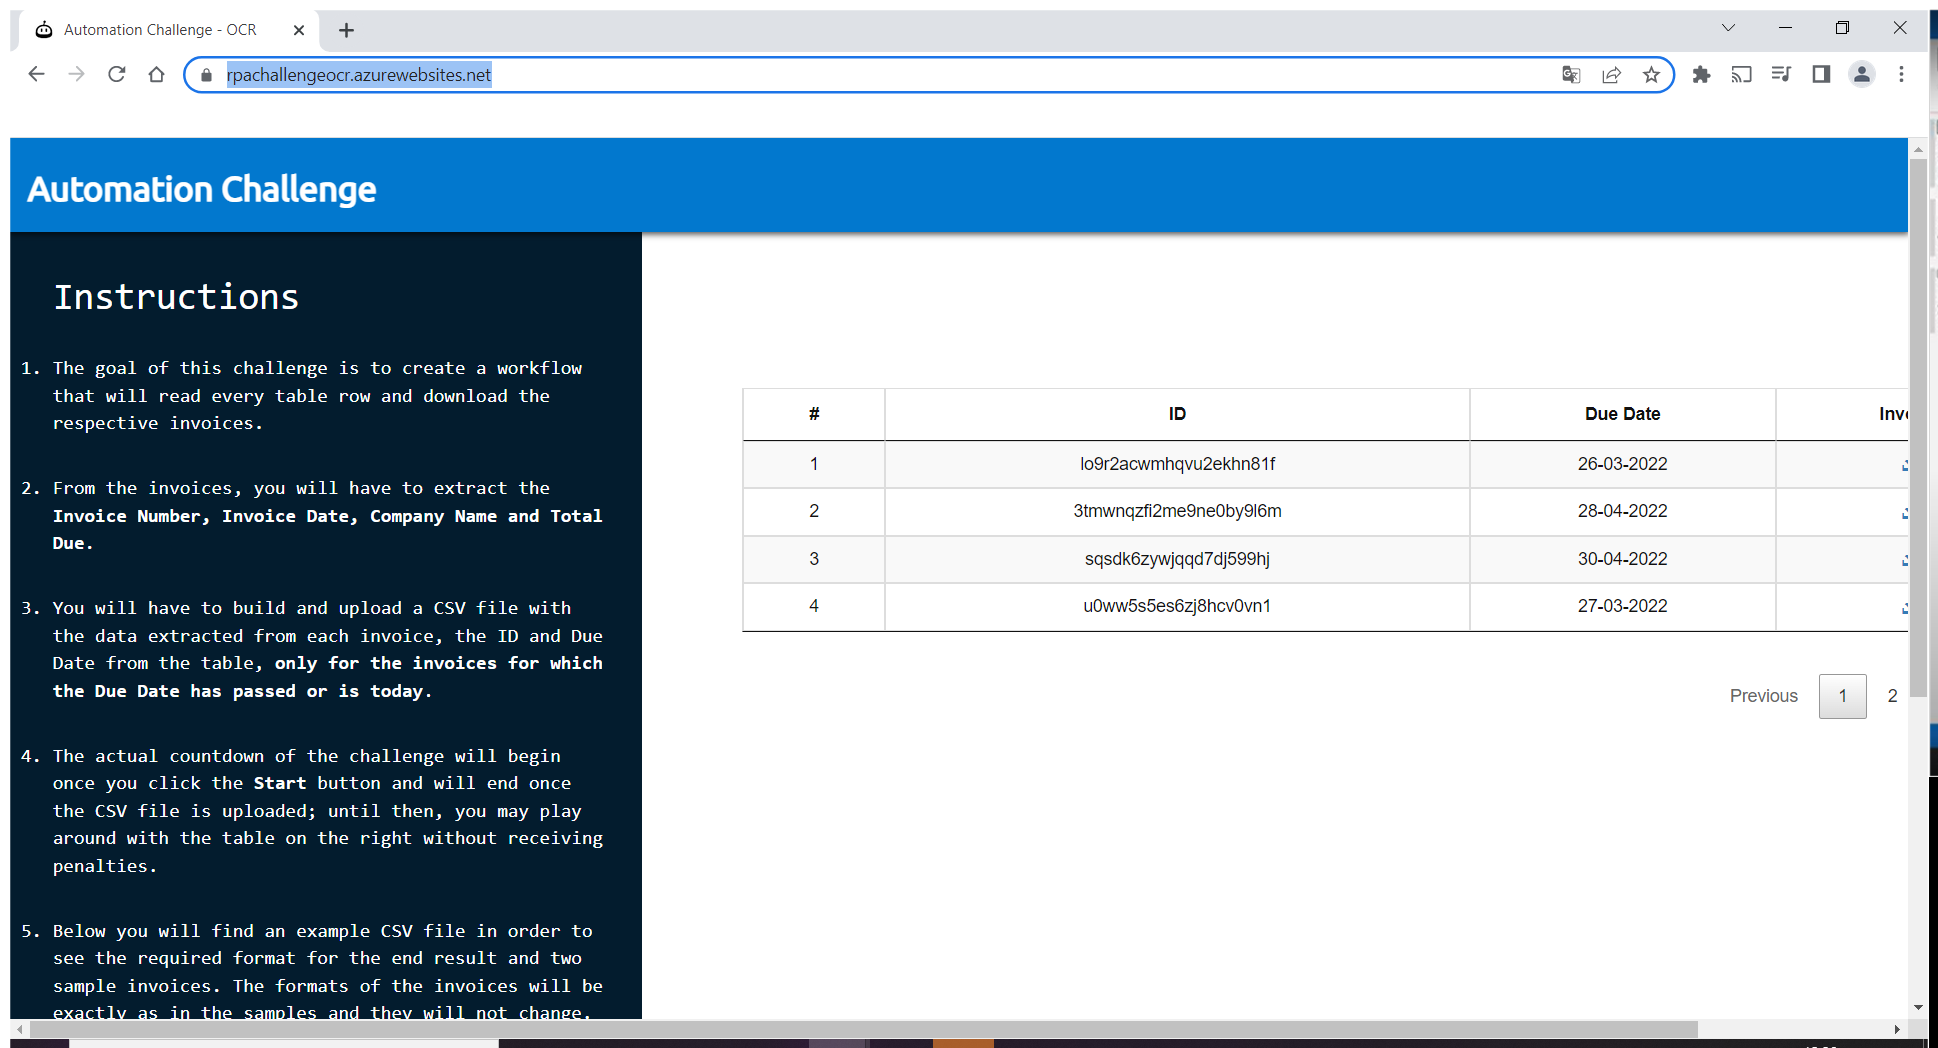 Automation Challenge - OCR
rpachallengeocr.azurewebsites.net
Automation Challenge
Instructions
1. The goal of this challenge is to create a workflow
that will read every table row and download the
respective invoices.
2. From the invoices, you will have to extract the
Invoice Number, Invoice Date, Company Name and Total
Due.
3. You will have to build and upload a CSV file with
the data extracted from each invoice, the ID and Due
Date from the table, only for the invoices for which
the Due Date has passed or is today.
4. The actual countdown of the challenge will begin
once you click the Start button and will end once
the CSV file is uploaded; until then, you may play
around with the table on the right without receiving
penalties.
5. Below you will find an example CSV file in order to
see the required format for the end result and two
sample invoices. The formats of the invoices will be
exactly as in the samples and they will not change.
# ID Due Date
1 lo9r2acwmhqvu2ekhn81f 26-03-2022
2 3tmwnqzfi2me9ne0by9l6m 28-04-2022
3 sqsdk6zywjqqd7dj599hj 30-04-2022
4 u0ww5s5es6zj8hcv0vn1 27-03-2022
Previous 1 2